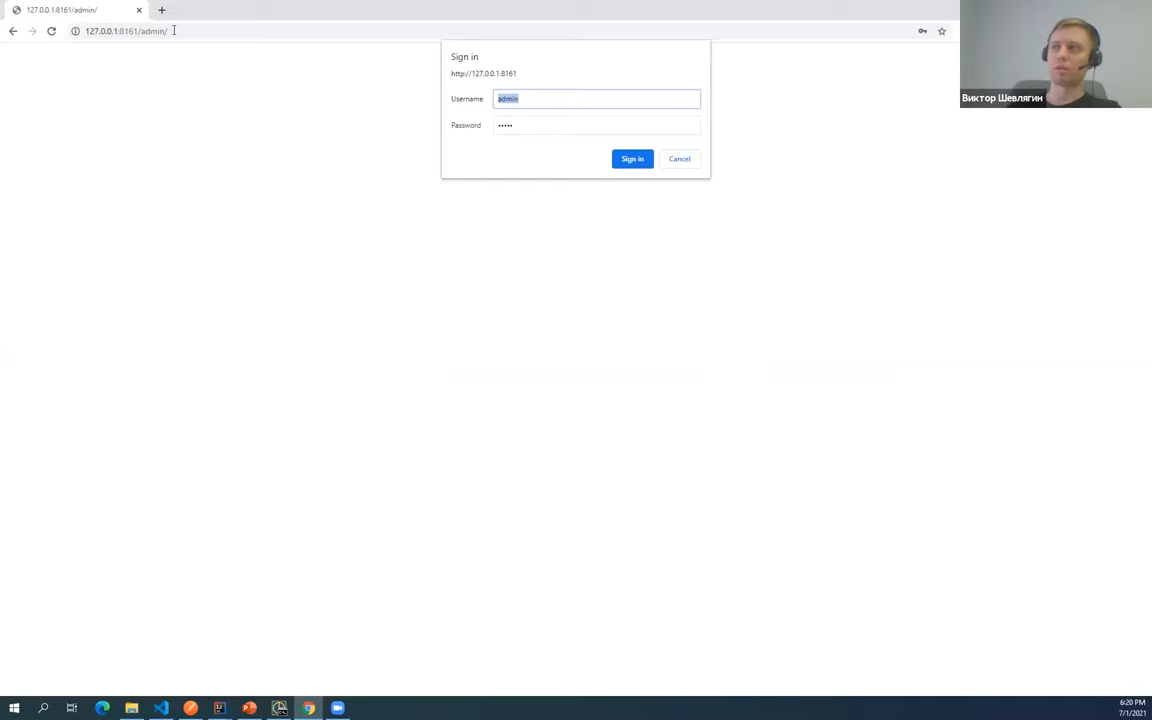 127.0.0.1:8161/admin/
127.0.0.1:8161/admin/
Sign in
http://127.0.0.1:8161
Username admin
Password •••••
Sign in Cancel
Виктор Шевлягин
6:20 PM
7/1/2021